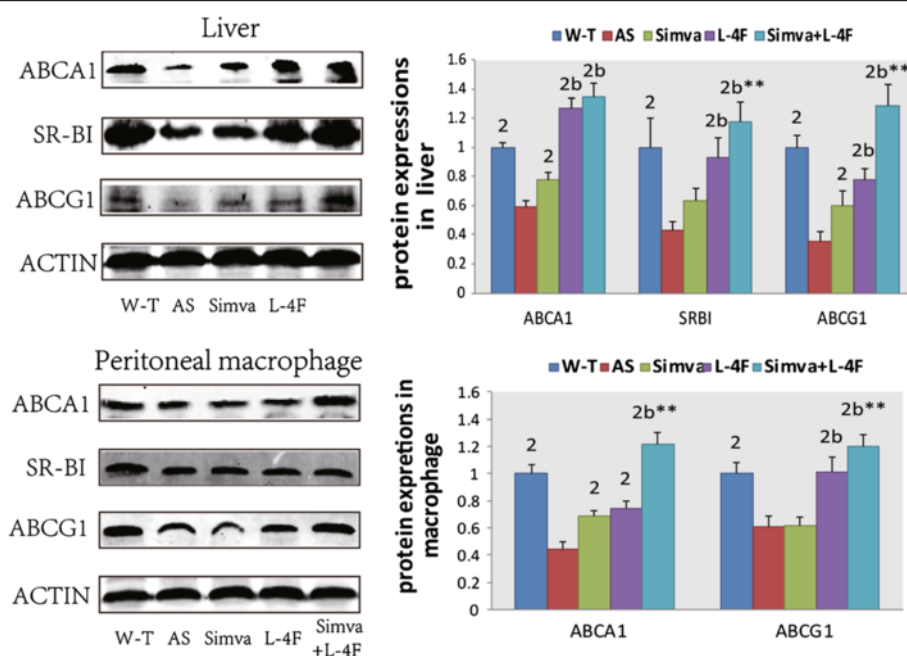 Liver
ABCA1
SR-BI
ABCG1
ACTIN
W-T AS Simva L-4F
W-T AS Simva L-4F Simva+L-4F
protein expressions
in liver
1.6
1.4
1.2
1
0.8
0.6
0.4
0.2
0
2 2 2b 2b
2 2b 2b**
2 2 2b 2b**
ABCA1 SRBI ABCG1
Peritoneal macrophage
ABCA1
SR-BI
ABCG1
ACTIN
W-T AS Simva L-4F Simva
+L-4F
W-T AS Simva L-4F Simva+L-4F
protein expretions in
macrophage
1.6
1.4
1.2
1
0.8
0.6
0.4
0.2
0
2 2 2 2b**
2 2b 2b**
ABCA1 ABCG1